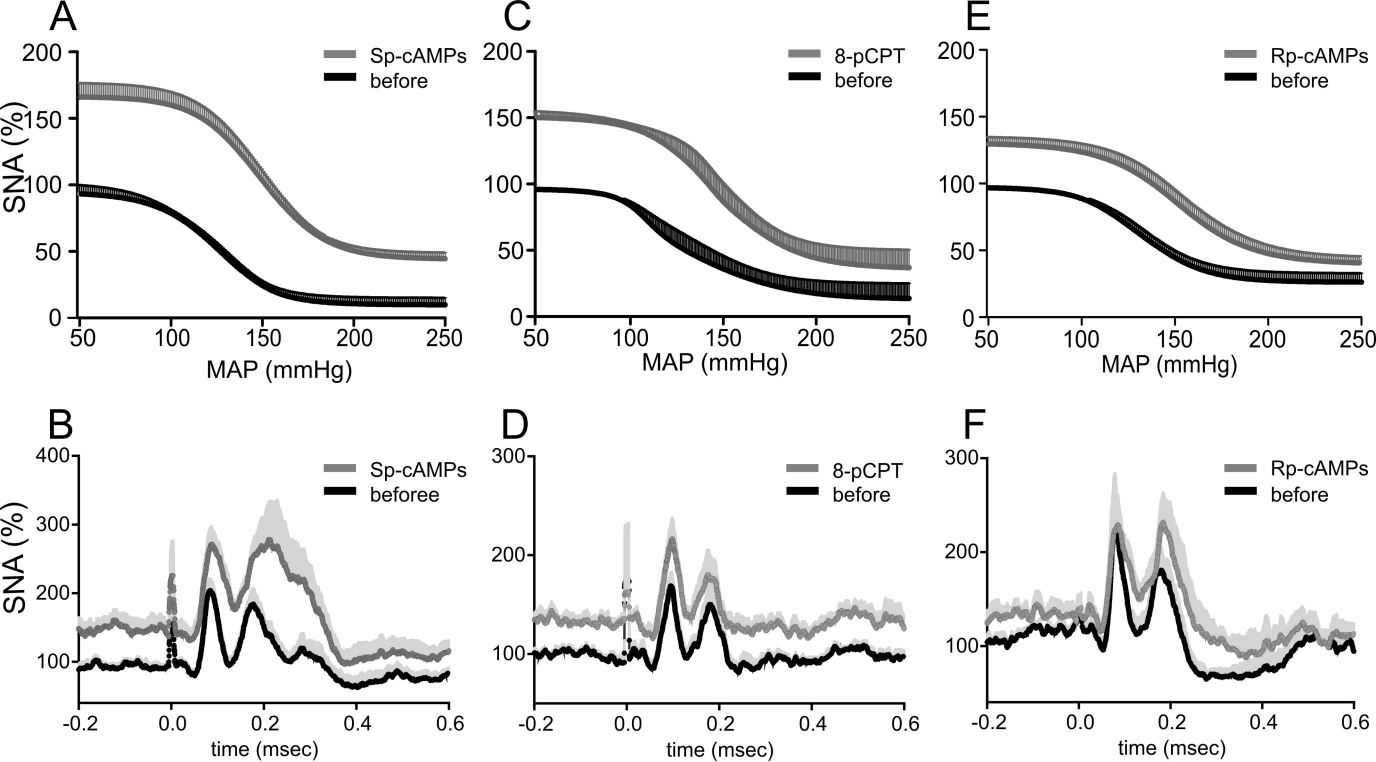 A
SNA (%)
200
150
100
50
0
Sp-cAMPs
before
50 100 150 200 250
MAP (mmHg)
C
200
150
100
50
0
8-pCPT
before
50 100 150 200 250
MAP (mmHg)
E
200
150
100
50
0
Rp-cAMPs
before
50 100 150 200 250
MAP (mmHg)
B
SNA (%)
400
300
200
100
Sp-cAMPs
beforee
-0.2 0.0 0.2 0.4 0.6
time (msec)
D
300
200
100
8-pCPT
before
-0.2 0.0 0.2 0.4 0.6
time (msec)
F
300
200
100
Rp-cAMPs
before
-0.2 0.0 0.2 0.4 0.6
time (msec)